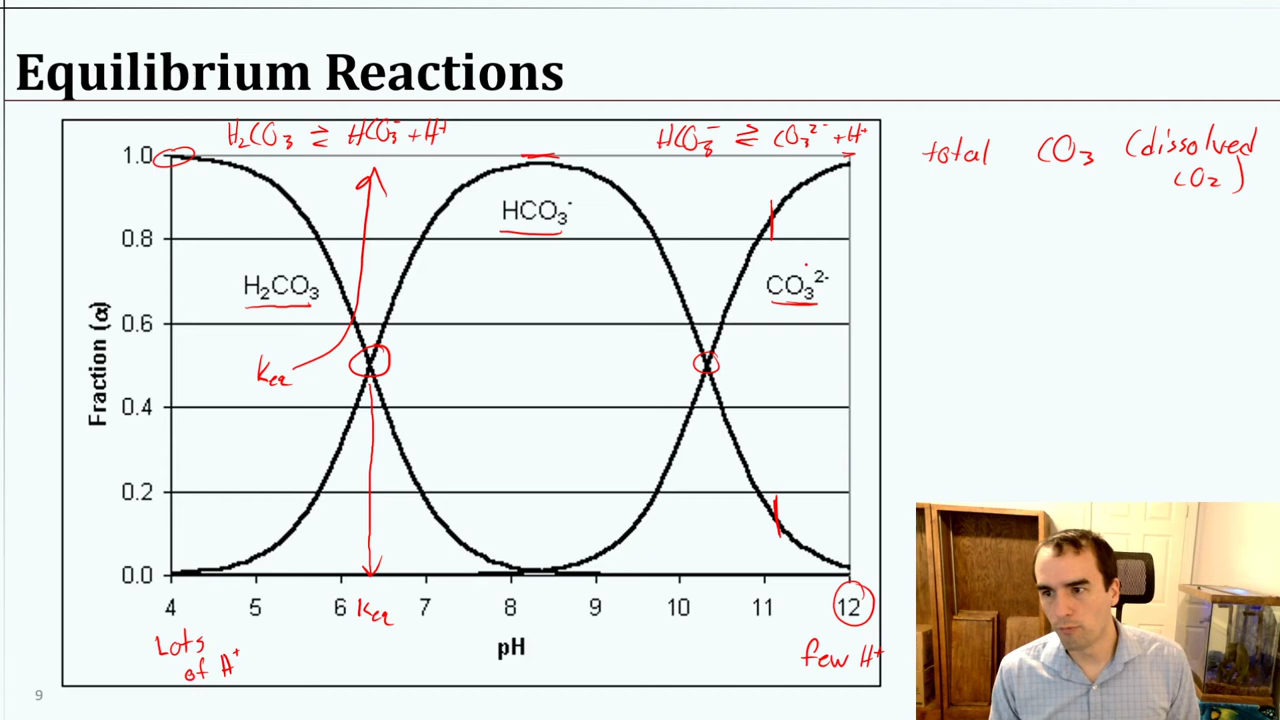 Equilibrium Reactions
H₂CO₃ ⇄ HCO₃⁻ + H⁺
HCO₃⁻ ⇄ CO₃²⁻ + H⁺
total CO₃ (dissolved
CO₂)
1.0
0.8
0.6
0.4
0.2
0.0
Fraction (α)
H₂CO₃
HCO₃⁻
CO₃²⁻
Keq
4 5 6 7 8 9 10 11 12
Keq
pH
Lots
of H⁺
few H⁺
9